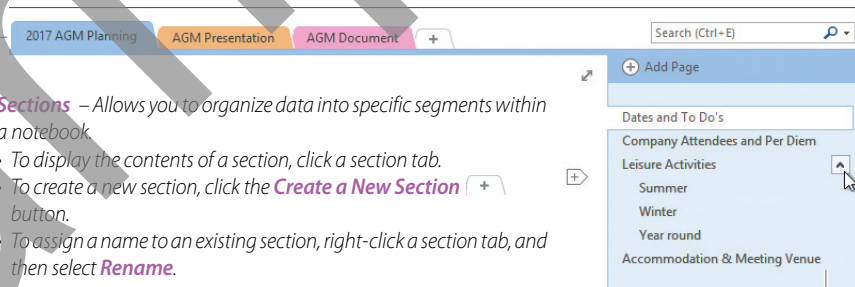 2017 AGM Planning AGM Presentation AGM Document +
Search (Ctrl+E)
Sections – Allows you to organize data into specific segments within
a notebook.
• To display the contents of a section, click a section tab.
• To create a new section, click the Create a New Section +
button.
• To assign a name to an existing section, right-click a section tab, and
then select Rename.
+ Add Page
Dates and To Do's
Company Attendees and Per Diem
Leisure Activities
Summer
Winter
Year round
Accommodation & Meeting Venue